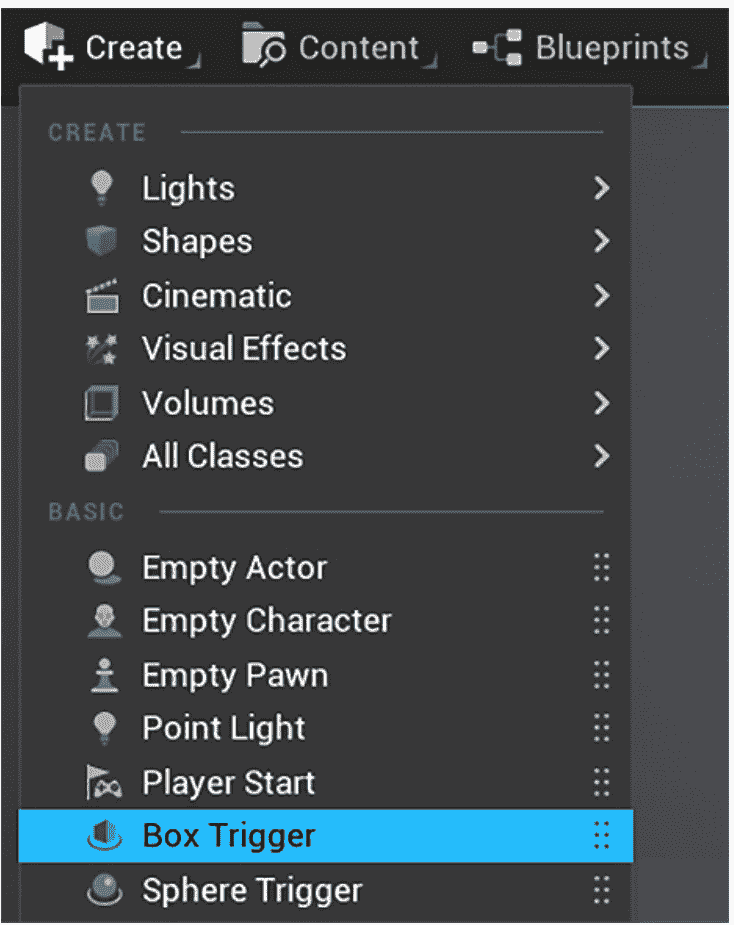 Create Content Blueprints
CREATE
Lights
Shapes
Cinematic
Visual Effects
Volumes
All Classes
BASIC
Empty Actor
Empty Character
Empty Pawn
Point Light
Player Start
Box Trigger
Sphere Trigger